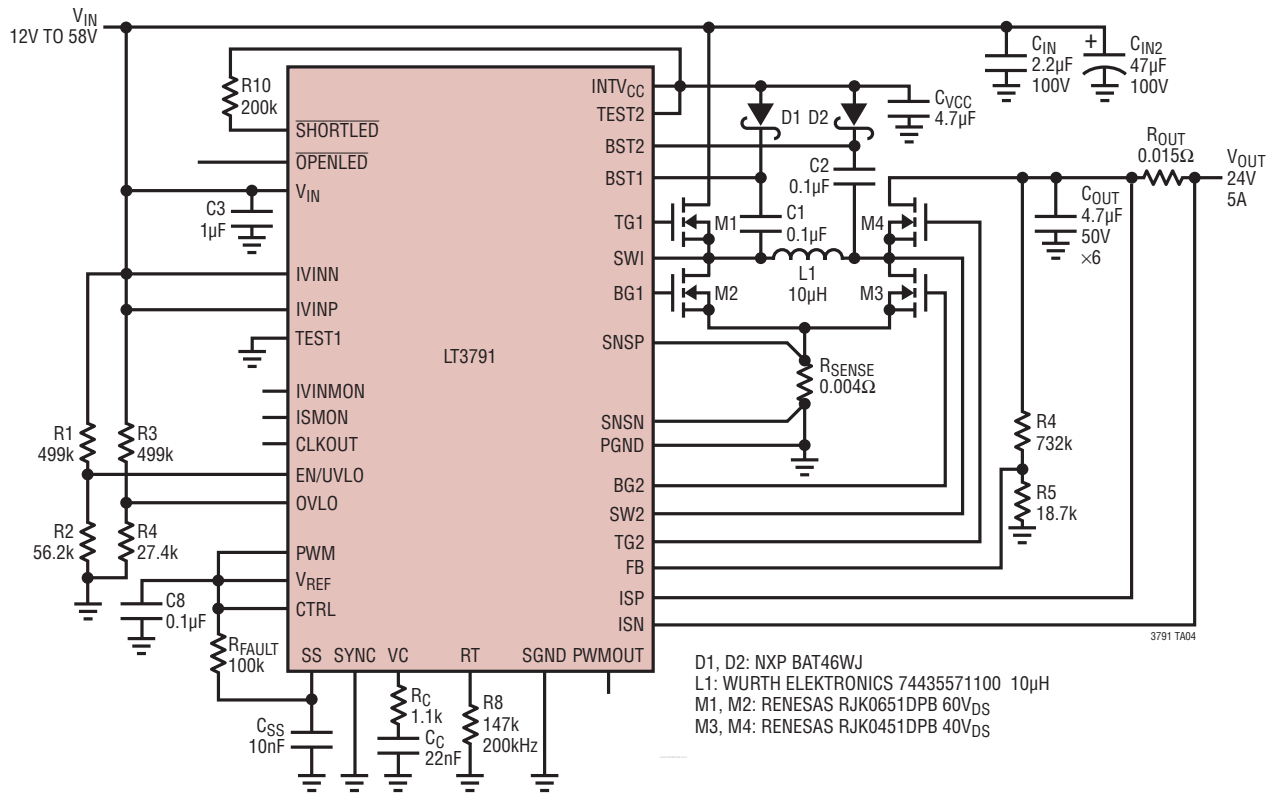 VIN
12V TO 58V
CIN
2.2µF
100V
+
CIN2
47µF
100V
R10
200k
SHORTLED
OPENLED
VIN
C3
1µF
IVINN
IVINP
TEST1
IVINMON
ISMON
CLKOUT
R1
499k
R3
499k
EN/UVLO
OVLO
R2
56.2k
R4
27.4k
PWM
VREF
CTRL
C8
0.1µF
RFAULT
100k
LT3791
SS SYNC VC RT SGND PWMOUT
INTVCC
TEST2
BST2
BST1
TG1
SWI
BG1
SNSP
SNSN
PGND
BG2
SW2
TG2
FB
ISP
ISN
D1 D2
CVCC
4.7µF
C2
0.1µF
C1
0.1µF
M1
M4
M2
M3
L1
10µH
RSENSE
0.004Ω
ROUT
0.015Ω
VOUT
24V
5A
COUT
4.7µF
50V
×6
R4
732k
R5
18.7k
3791 TA04
CSS
10nF
RC
1.1k
CC
22nF
R8
147k
200kHz
D1, D2: NXP BAT46WJ
L1: WURTH ELEKTRONICS 74435571100 10µH
M1, M2: RENESAS RJK0651DPB 60VDS
M3, M4: RENESAS RJK0451DPB 40VDS